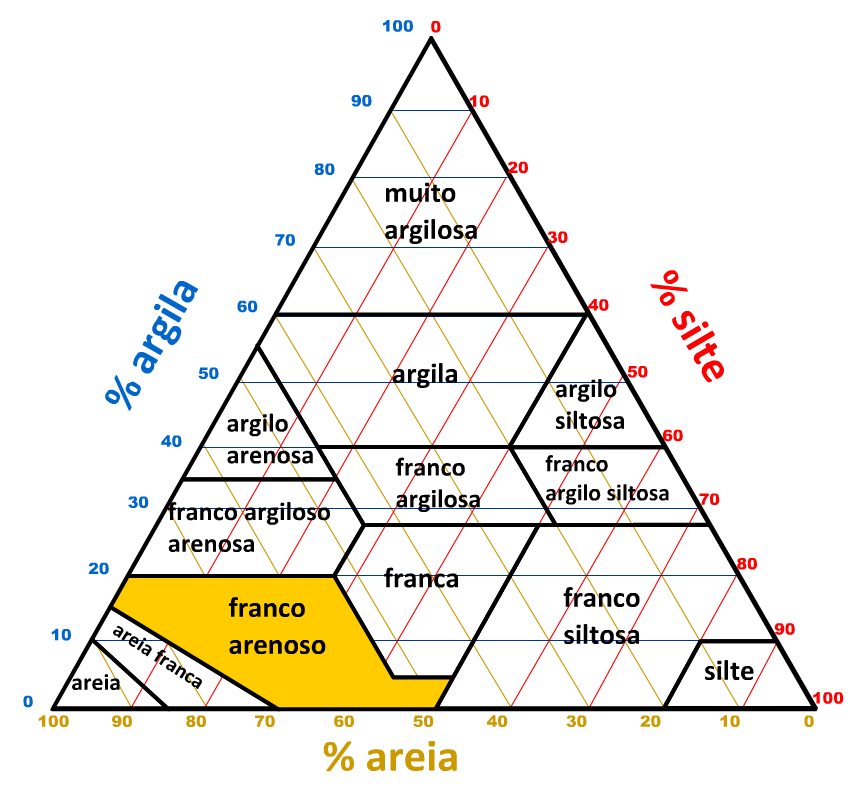 100 0
90 10
80 20
muito
argilosa
70 30
60 40
% argila
% silte
50 argila 50
argilo
siltosa
argilo
arenosa
40 60
franco
argilosa
franco
argilo siltosa
30 70
franco argiloso
arenosa
20 franca 80
franco
siltosa
franco
arenoso
10 90
areia franca
areia
silte
0 100
100 90 80 70 60 50 40 30 20 10 0
% areia